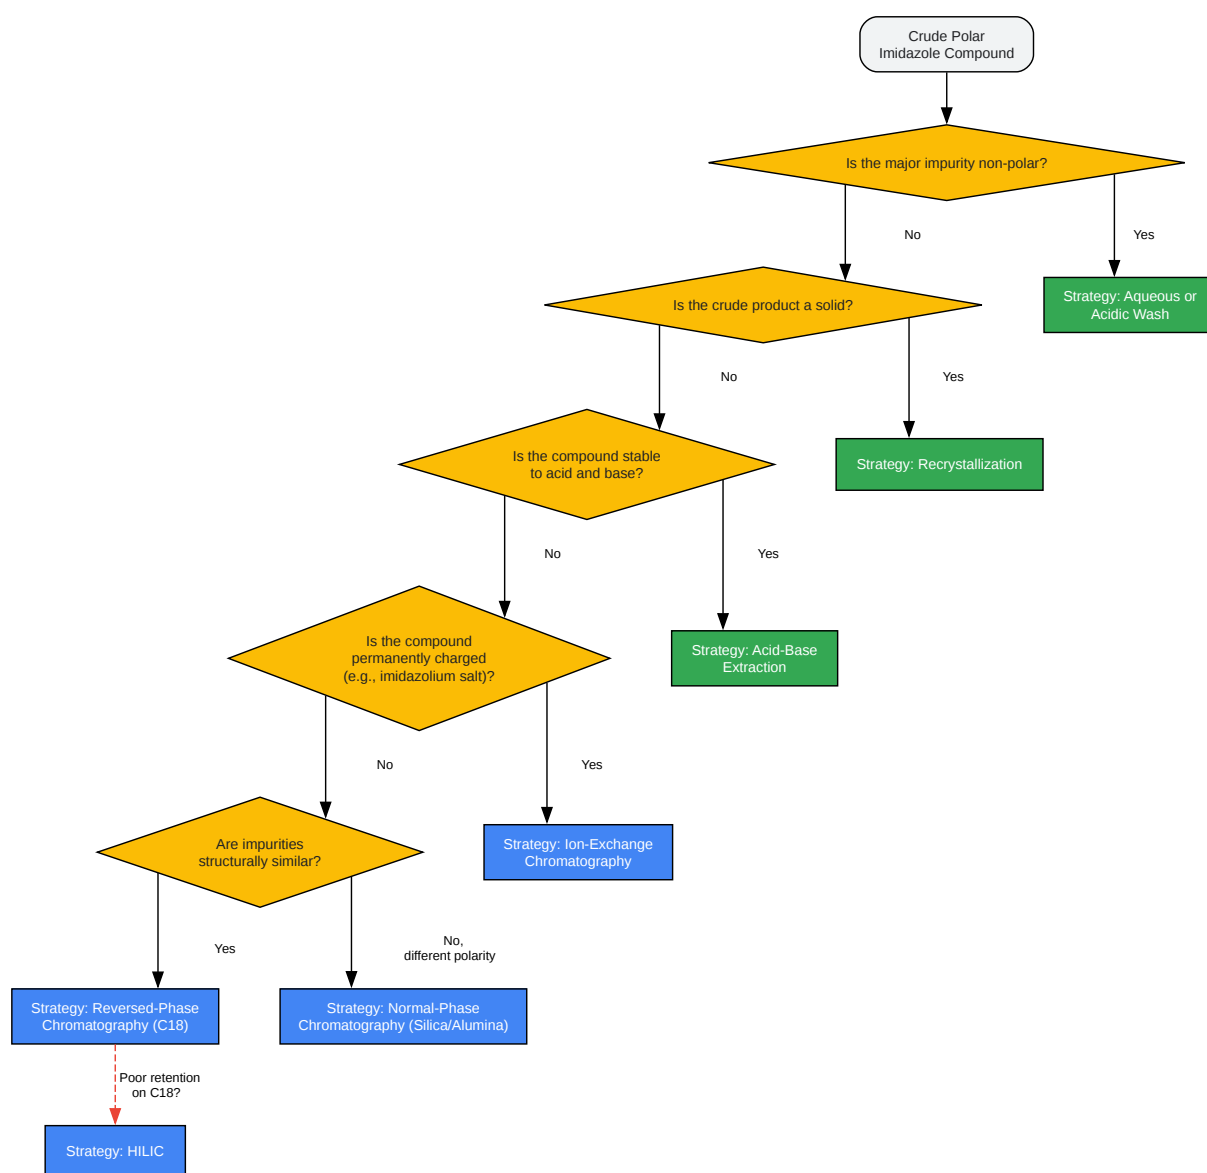 Crude Polar
Imidazole Compound
Is the major impurity non-polar?
No
Yes
Is the crude product a solid?
Strategy: Aqueous or
Acidic Wash
No
Yes
Is the compound stable
to acid and base?
Strategy: Recrystallization
No
Yes
Is the compound
permanently charged
(e.g., imidazolium salt)?
Strategy: Acid-Base
Extraction
No
Yes
Are impurities
structurally similar?
Strategy: Ion-Exchange
Chromatography
Yes
No,
different polarity
Strategy: Reversed-Phase
Chromatography (C18)
Strategy: Normal-Phase
Chromatography (Silica/Alumina)
Poor retention
on C18?
Strategy: HILIC